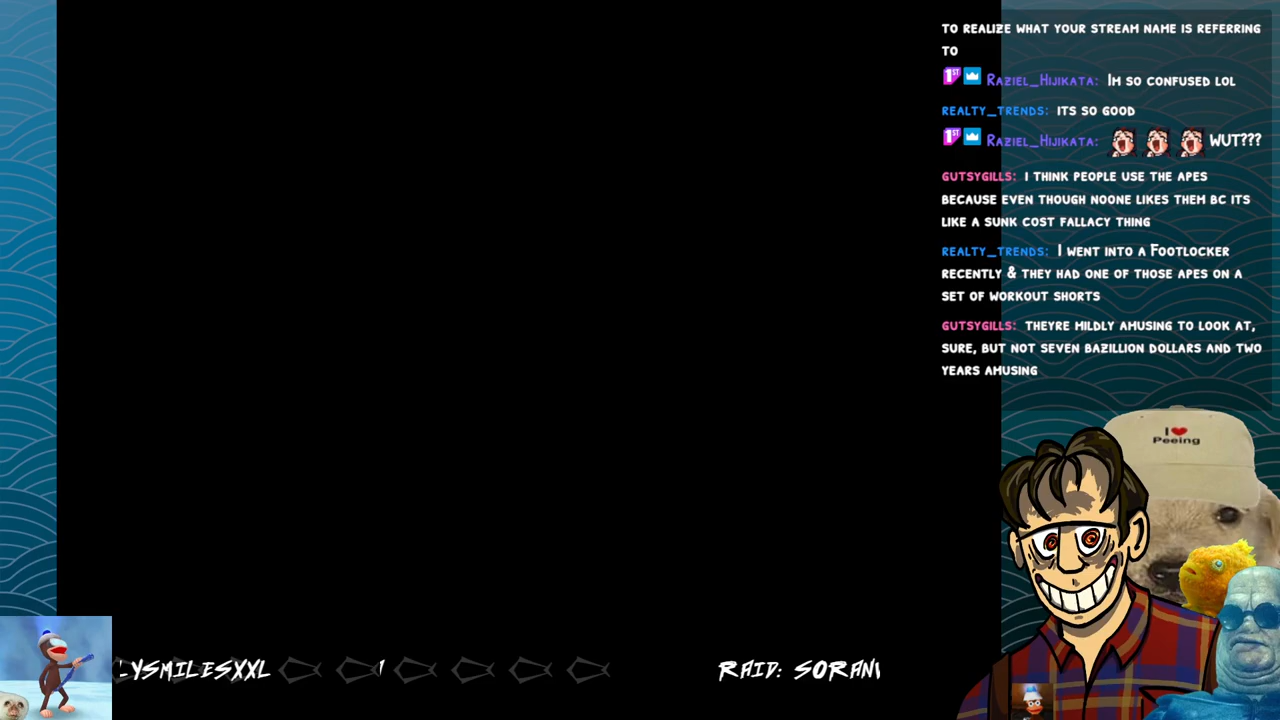 TO REALIZE WHAT YOUR STREAM NAME IS REFERRING
TO
1ST Raziel_Hijikata: Im so confused lol
REALTY_TRENDS: ITS SO GOOD
1ST Raziel_Hijikata: WUT???
GUTSYGILLS: I THINK PEOPLE USE THE APES
BECAUSE EVEN THOUGH NOONE LIKES THEM BC ITS
LIKE A SUNK COST FALLACY THING
REALTY_TRENDS: I WENT INTO A FOOTLOCKER
RECENTLY & THEY HAD ONE OF THOSE APES ON A
SET OF WORKOUT SHORTS
GUTSYGILLS: THEYRE MILDLY AMUSING TO LOOK AT,
SURE, BUT NOT SEVEN BAZILLION DOLLARS AND TWO
YEARS AMUSING
I ❤
Peeing
LYSMILESXXL
RAID: SORANI